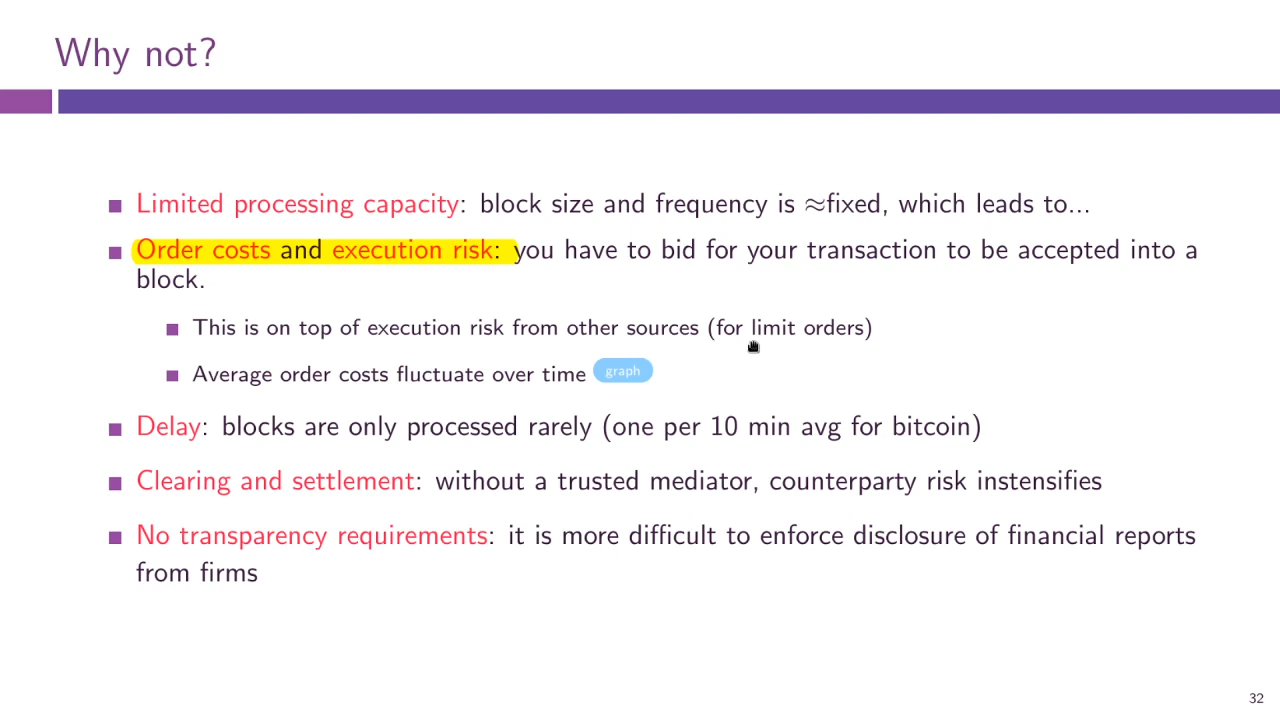 Why not?
Limited processing capacity: block size and frequency is ≈fixed, which leads to...
Order costs and execution risk: you have to bid for your transaction to be accepted into a
block.
This is on top of execution risk from other sources (for limit orders)
Average order costs fluctuate over time graph
Delay: blocks are only processed rarely (one per 10 min avg for bitcoin)
Clearing and settlement: without a trusted mediator, counterparty risk instensifies
No transparency requirements: it is more difficult to enforce disclosure of financial reports
from firms
32